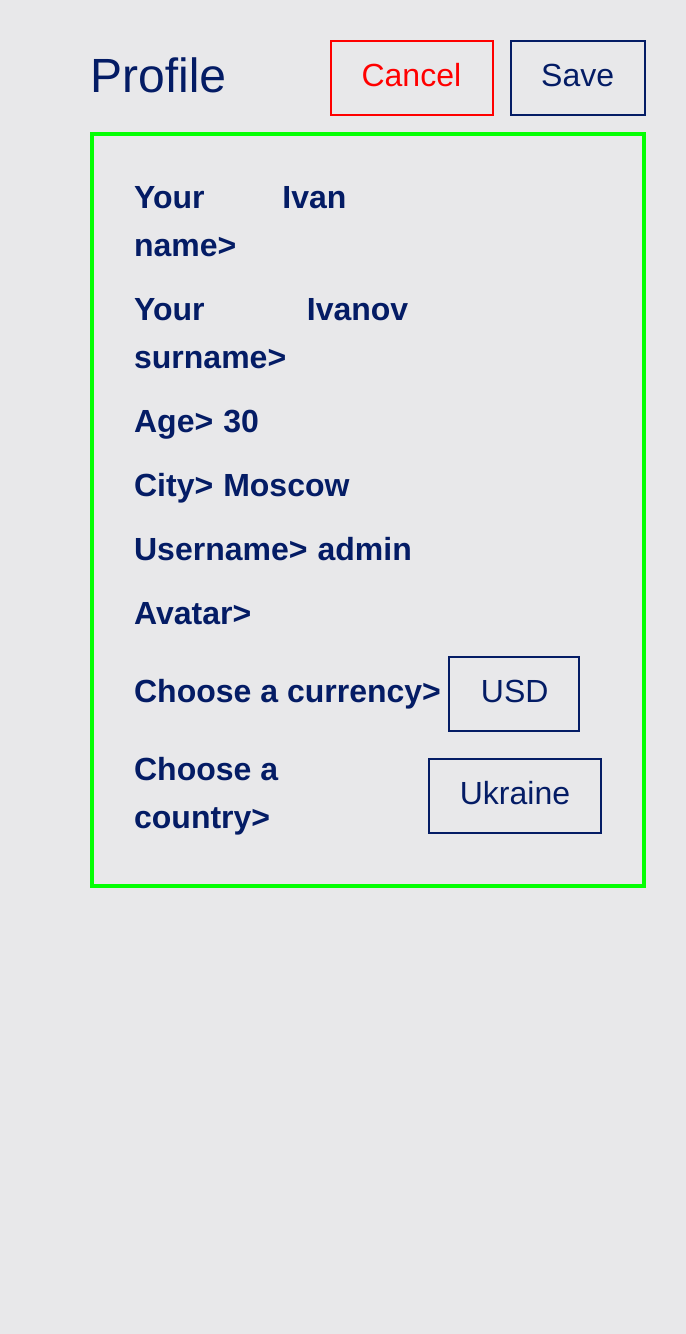 Profile Cancel Save
Your Ivan
name>
Your Ivanov
surname>
Age> 30
City> Moscow
Username> admin
Avatar>
Choose a currency> USD
Choose a
country> Ukraine